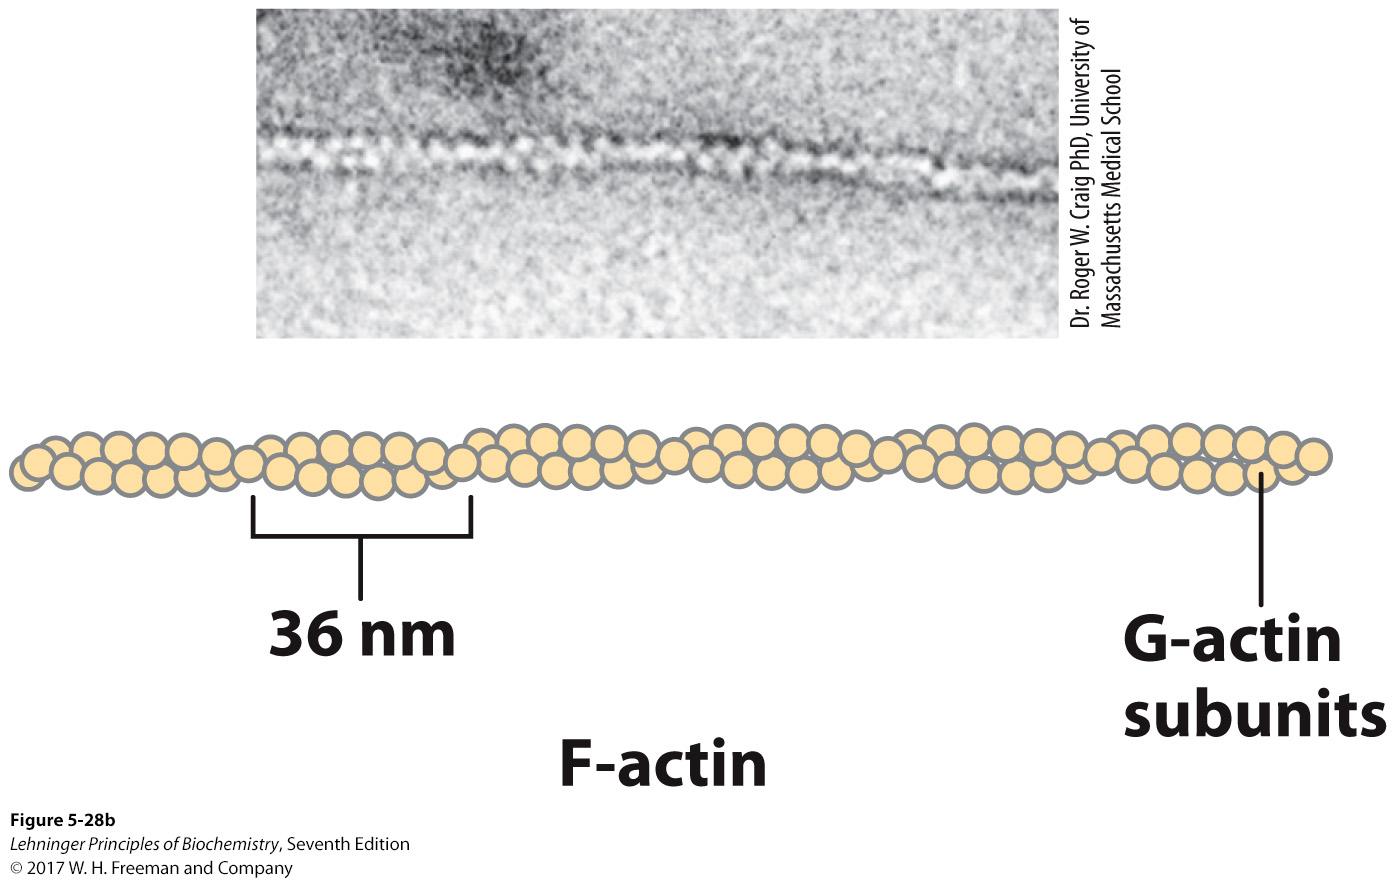 Dr. Roger W. Craig PhD, University of
Massachusetts Medical School
36 nm
G-actin
subunits
F-actin
Figure 5-28b
Lehninger Principles of Biochemistry, Seventh Edition
© 2017 W. H. Freeman and Company